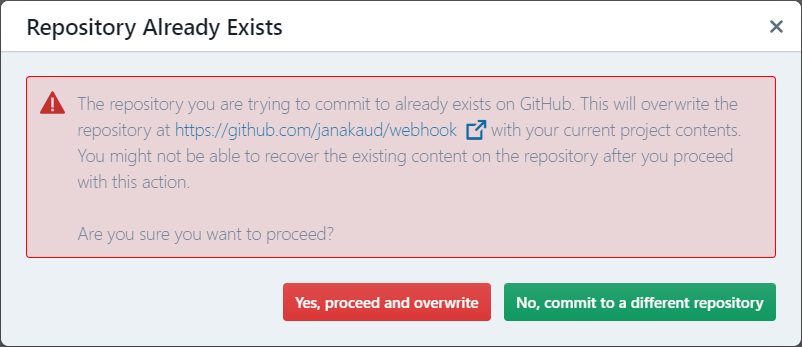 Repository Already Exists
The repository you are trying to commit to already exists on GitHub. This will overwrite the
repository at https://github.com/janakaud/webhook with your current project contents.
You might not be able to recover the existing content on the repository after you proceed
with this action.
Are you sure you want to proceed?
Yes, proceed and overwrite
No, commit to a different repository